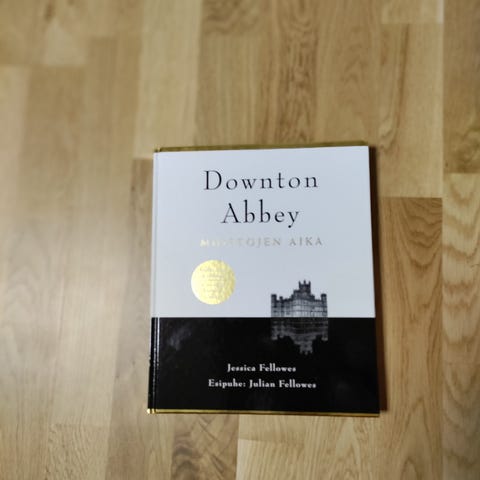 Downton
Abbey
AIKA
Jessica Fellowes
Esipuhe: Julian Fellowes